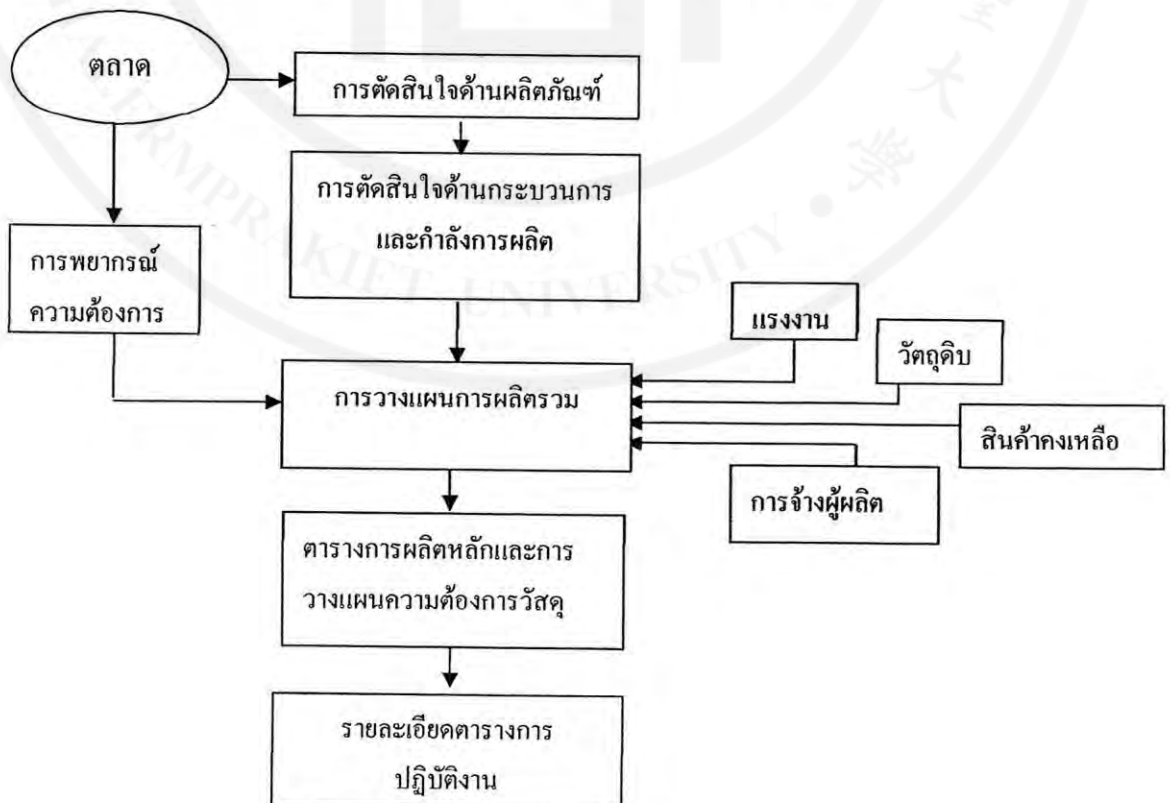 ตลาด
การตัดสินใจด้านผลิตภัณฑ์
การตัดสินใจด้านกระบวนการ
และกำลังการผลิต
การพยากรณ์
ความต้องการ
แรงงาน
วัตถุดิบ
การวางแผนการผลิตรวม
สินค้าคงเหลือ
การจ้างผู้ผลิต
ตารางการผลิตหลักและการ
วางแผนความต้องการวัสดุ
รายละเอียดตารางการ
ปฏิบัติงาน
ERMPRAKIET UNIVERSITY •
學
大